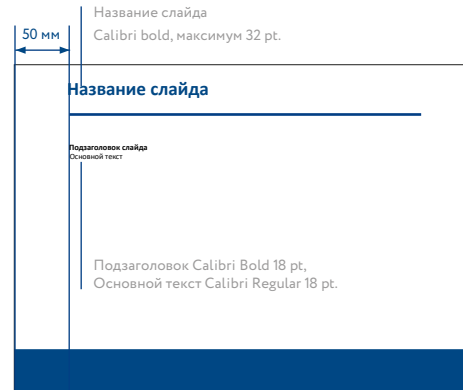 Название слайда
50 мм
Calibri bold, максимум 32 pt.
Название слайда
Подзаголовок слайда
Основной текст
Подзаголовок Calibri Bold 18 pt,
Основной текст Calibri Regular 18 pt.